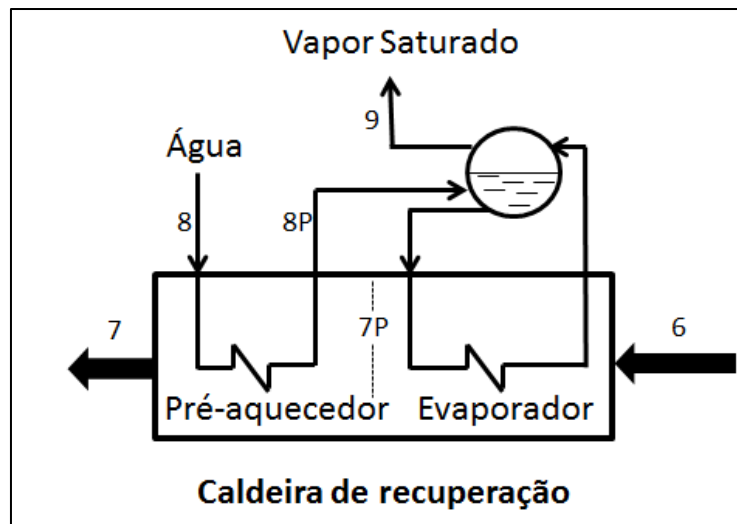 Vapor Saturado
9
Água
8
8P
7
7P
6
Pré-aquecedor
Evaporador
Caldeira de recuperação